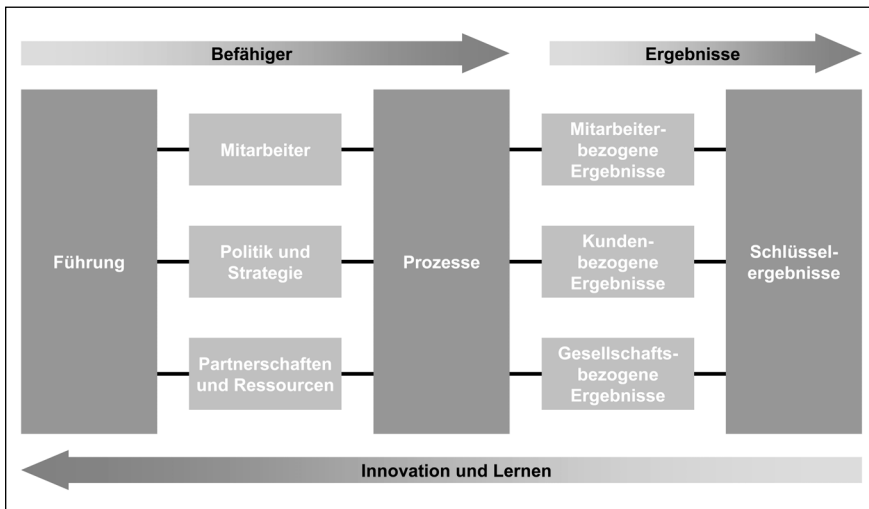 Befähiger
Ergebnisse
Führung
Mitarbeiter
Politik und
Strategie
Partnerschaften
und Ressourcen
Prozesse
Mitarbeiter-
bezogene
Ergebnisse
Kunden-
bezogene
Ergebnisse
Gesellschafts-
bezogene
Ergebnisse
Schlüssel-
ergebnisse
Innovation und Lernen